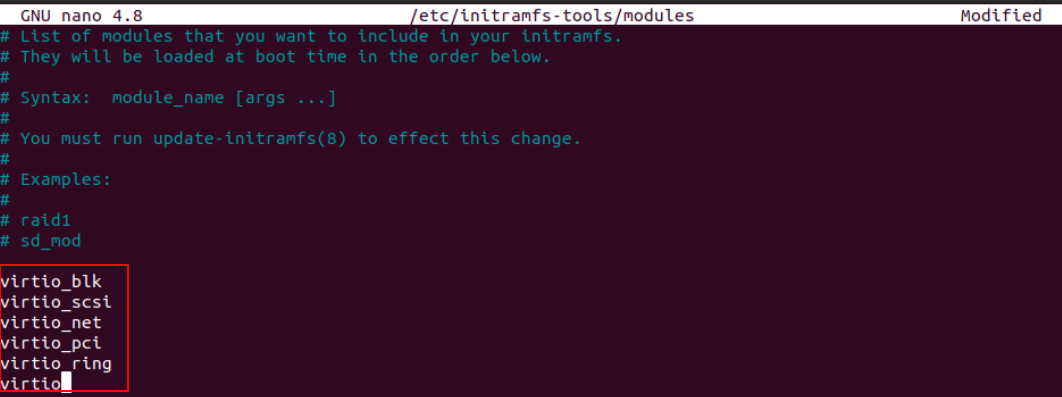 GNU nano 4.8 /etc/initramfs-tools/modules Modified
# List of modules that you want to include in your initramfs.
# They will be loaded at boot time in the order below.
#
# Syntax:  module_name [args ...]
#
# You must run update-initramfs(8) to effect this change.
#
# Examples:
#
# raid1
# sd_mod
virtio_blk
virtio_scsi
virtio_net
virtio_pci
virtio_ring
virtio